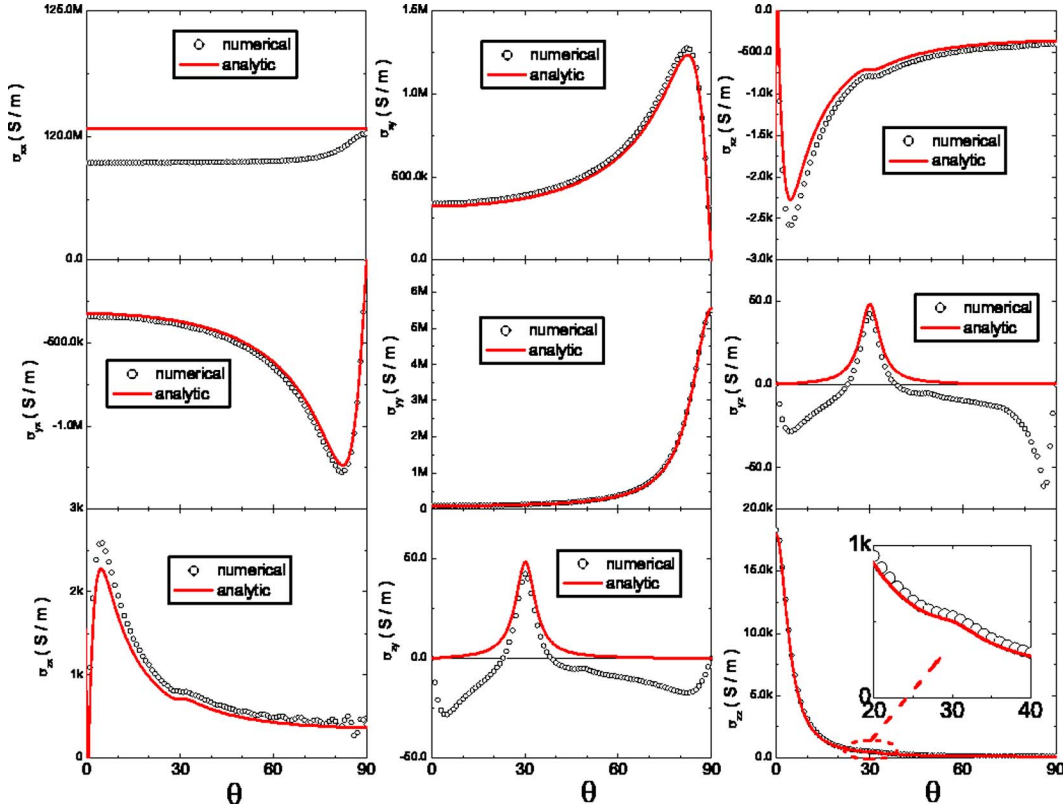 125.0M
120.0M
0.0
σxx ( S / m )
numerical
analytic
1.5M
1.0M
500.0k
σxy ( S / m )
numerical
analytic
0
-500.0
-1.0k
-1.5k
-2.0k
-2.5k
-3.0k
σxz ( S / m )
numerical
analytic
-500.0k
-1.0M
σyx ( S / m )
numerical
analytic
6M
5M
4M
3M
2M
1M
0
σyy ( S / m )
numerical
analytic
50.0
0.0
-50.0
σyz ( S / m )
numerical
analytic
3k
2k
1k
0
σzx ( S / m )
numerical
analytic
0 30 60 90
θ
50.0
0.0
-50.0
σzy ( S / m )
numerical
analytic
0 30 60 90
θ
20.0k
15.0k
10.0k
5.0k
0.0
σzz ( S / m )
1k
0
20 30 40
0 30 60 90
θ